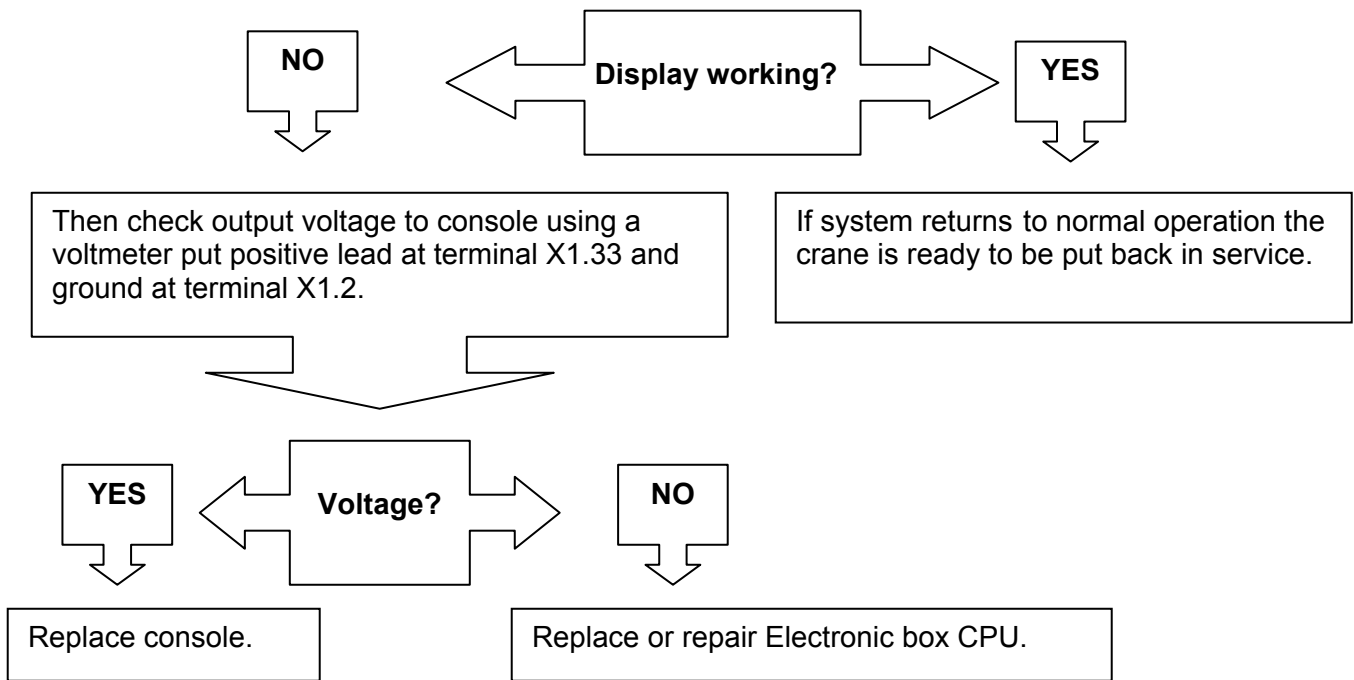 NO
Display working?
YES
Then check output voltage to console using a
voltmeter put positive lead at terminal X1.33 and
ground at terminal X1.2.
If system returns to normal operation the
crane is ready to be put back in service.
YES
Voltage?
NO
Replace console.
Replace or repair Electronic box CPU.